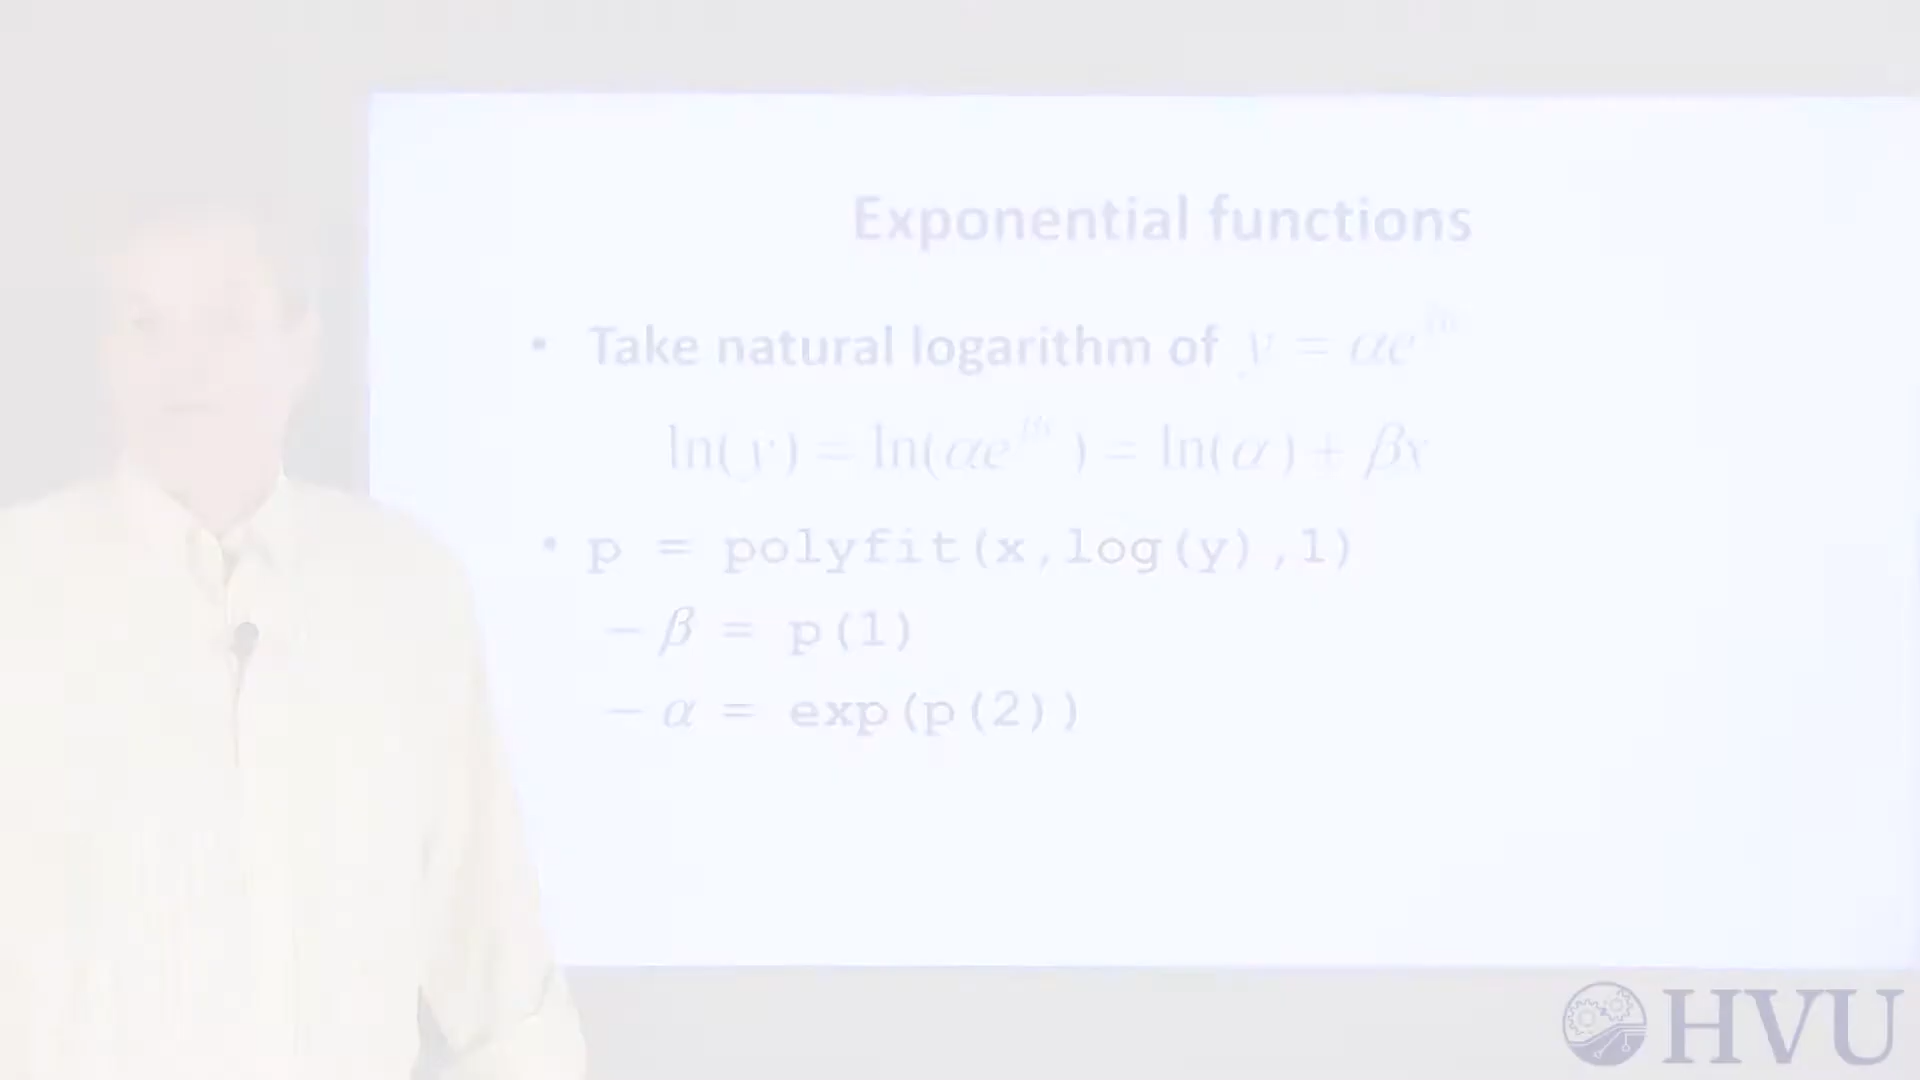 Exponential functions
• Take natural logarithm of y = αe^βx
ln(y) = ln(αe^βx) = ln(α) + βx
• p = polyfit(x,log(y),1)
– β = p(1)
– α = exp(p(2))
HVU